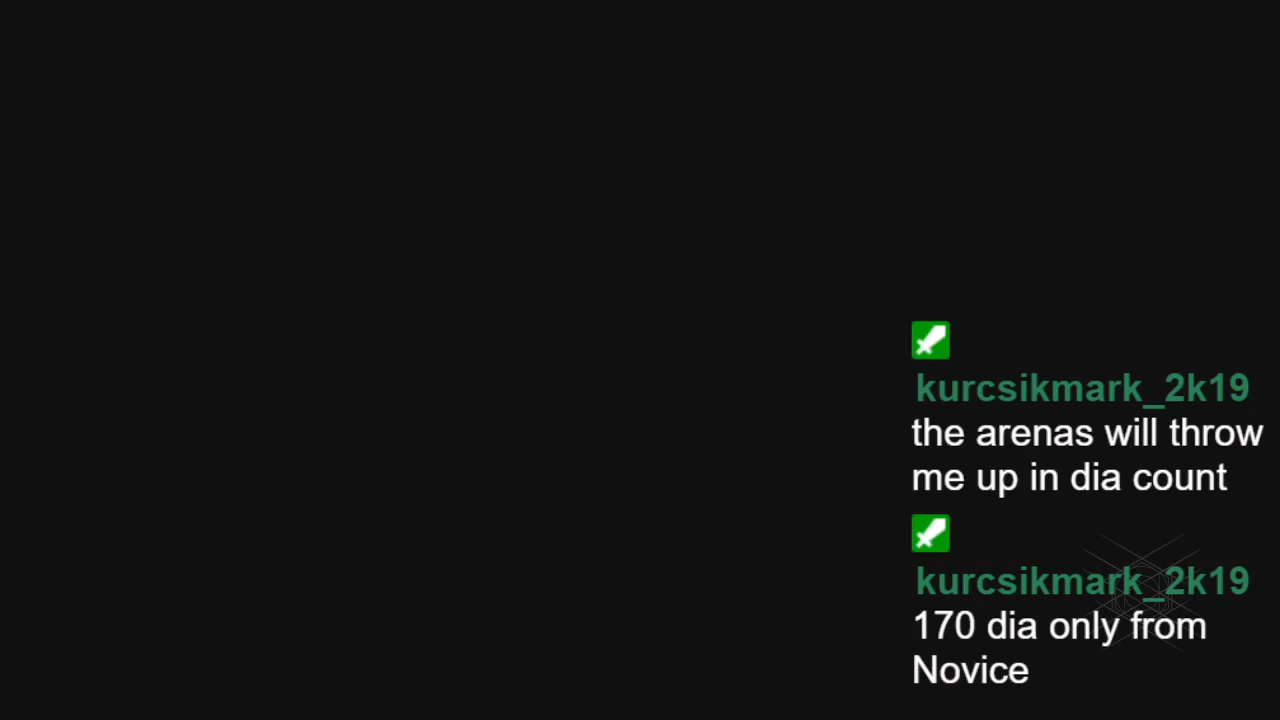 kurcsikmark_2k19
the arenas will throw
me up in dia count
kurcsikmark_2k19
170 dia only from
Novice